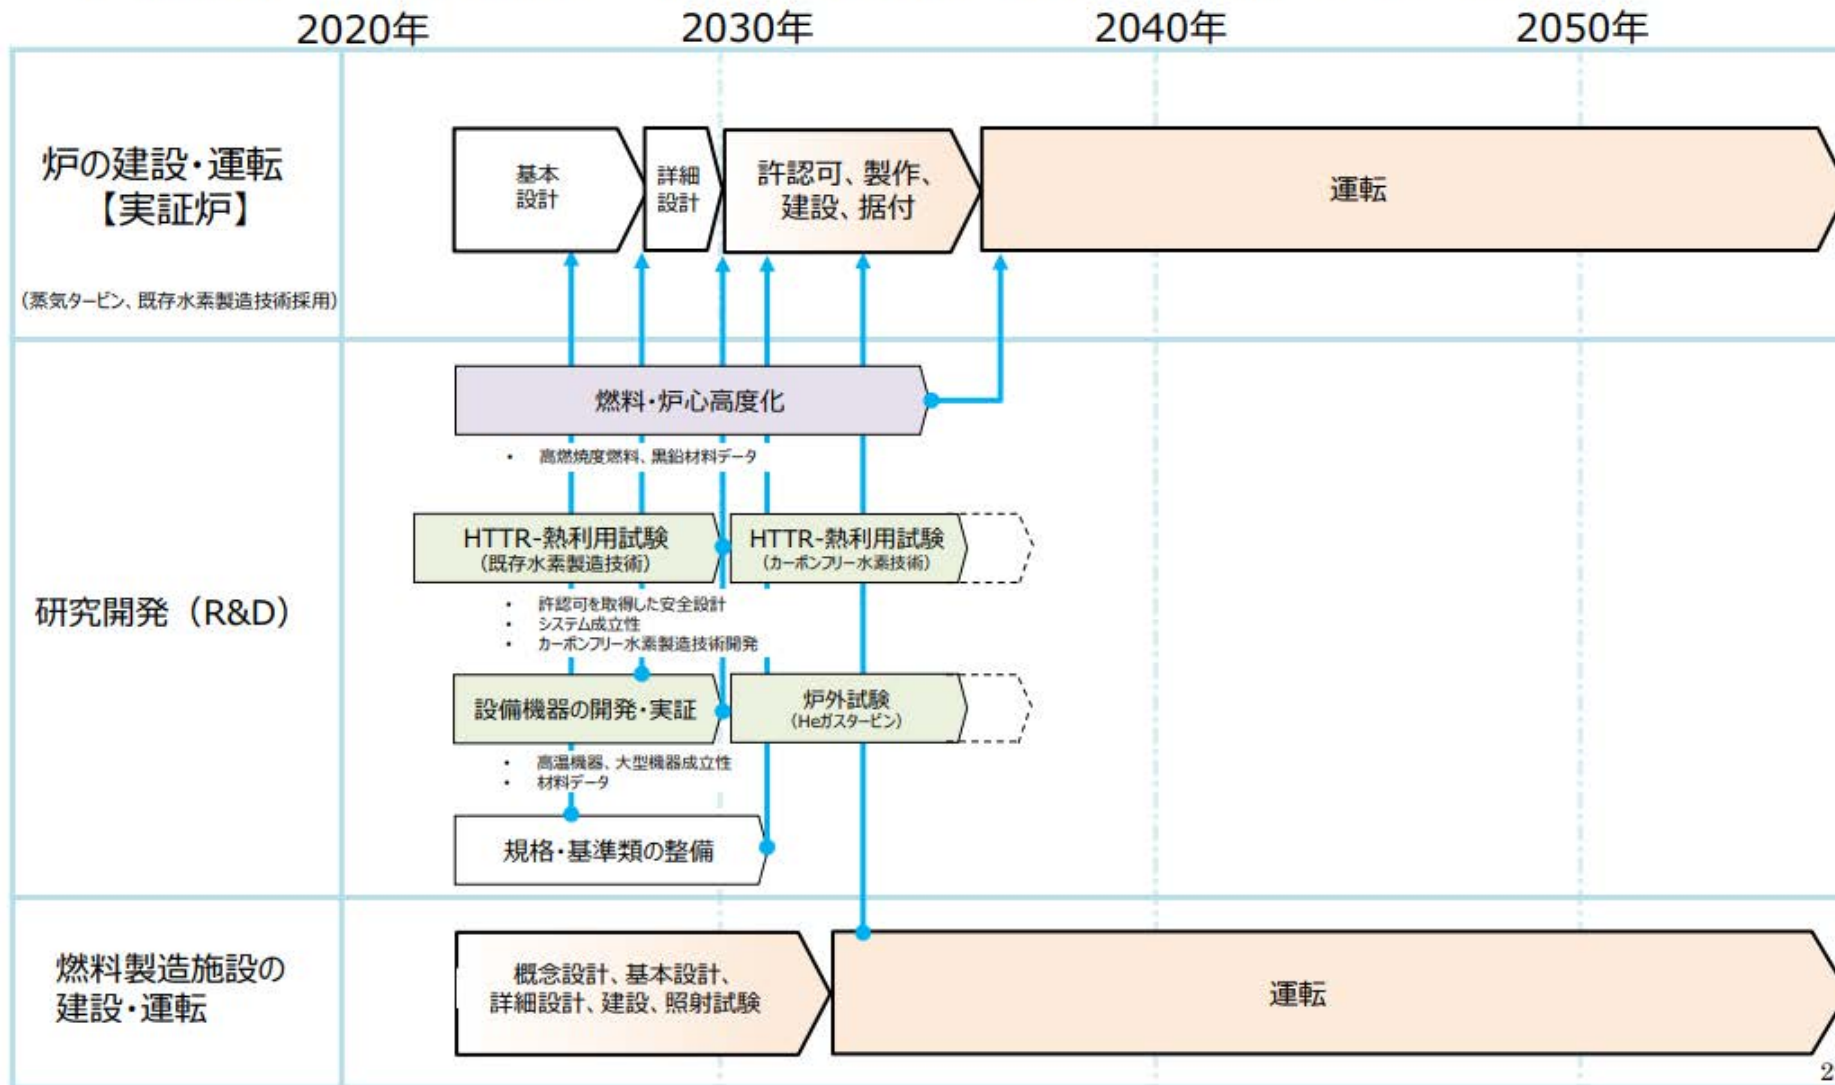 2020年
2030年
2040年
2050年
炉の建設・運転
【実証炉】
（蒸気タービン、既存水素製造技術採用）
基本
設計
詳細
設計
許認可、製作、
建設、据付
運転
研究開発（R&D）
燃料・炉心高度化
• 高燃焼度燃料、黒鉛材料データ
HTTR-熱利用試験
（既存水素製造技術）
HTTR-熱利用試験
（カーボンフリー水素技術）
• 許認可を取得した安全設計
• システム成立性
• カーボンフリー水素製造技術開発
設備機器の開発・実証
炉外試験
（Heガスタービン）
• 高温機器、大型機器成立性
• 材料データ
規格・基準類の整備
燃料製造施設の
建設・運転
概念設計、基本設計、
詳細設計、建設、照射試験
運転
2